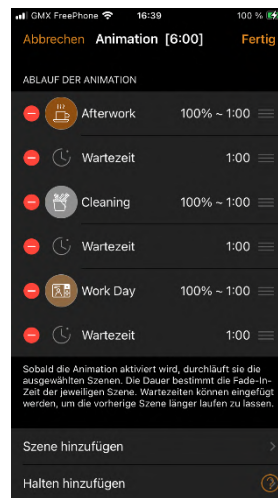 GMX FreePhone 16:39 100 %
Abbrechen Animation [6:00] Fertig
ABLAUF DER ANIMATION
Afterwork 100% ~ 1:00
Wartezeit 1:00
Cleaning 100% ~ 1:00
Wartezeit 1:00
Work Day 100% ~ 1:00
Wartezeit 1:00
Sobald die Animation aktiviert wird, durchläuft sie die
ausgewählten Szenen. Die Dauer bestimmt die Fade-In-
Zeit der jeweiligen Szene. Wartezeiten können eingefügt
werden, um die vorherige Szene länger laufen zu lassen.
Szene hinzufügen
Halten hinzufügen ?